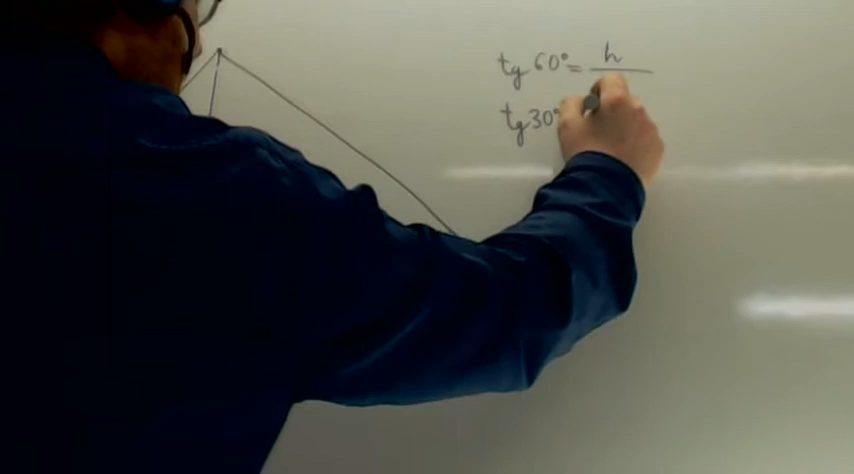 tg 60° = h
tg 30°